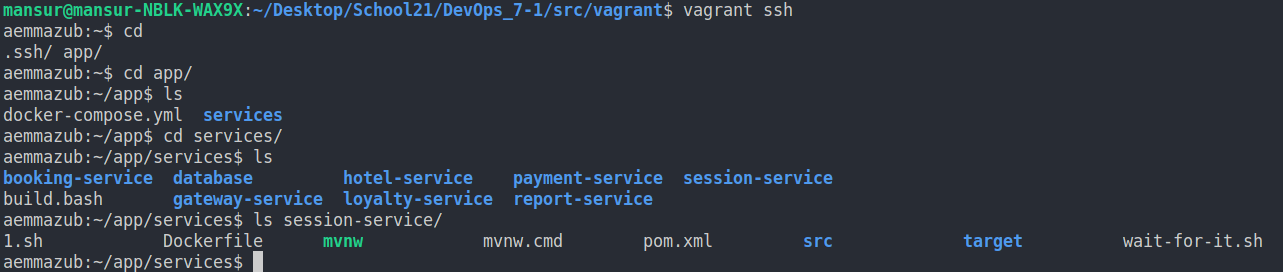 mansur@mansur-NBLK-WAX9X:~/Desktop/School21/DevOps_7-1/src/vagrant$ vagrant ssh
aemmazub:~$ cd
.ssh/ app/
aemmazub:~$ cd app/
aemmazub:~/app$ ls
docker-compose.yml  services
aemmazub:~/app$ cd services/
aemmazub:~/app/services$ ls
booking-service  database         hotel-service    payment-service  session-service
build.bash       gateway-service  loyalty-service  report-service
aemmazub:~/app/services$ ls session-service/
1.sh            Dockerfile      mvnw            mvnw.cmd        pom.xml         src             target          wait-for-it.sh
aemmazub:~/app/services$